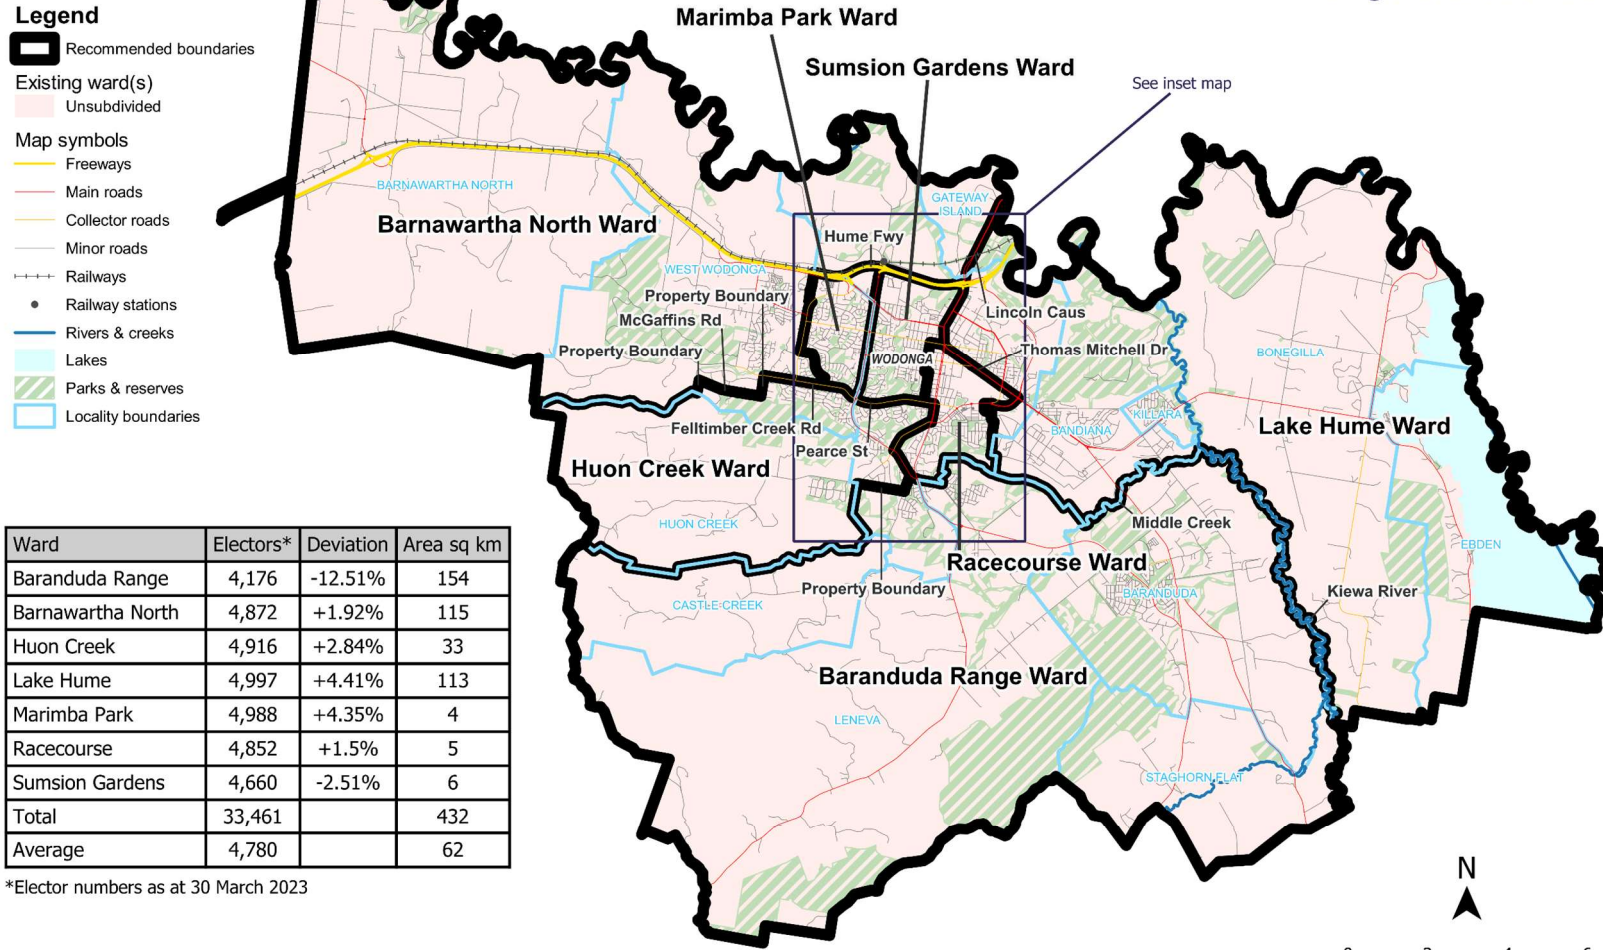 Legend
Recommended boundaries
Existing ward(s)
Unsubdivided
Map symbols
Freeways
Main roads
Collector roads
Minor roads
Railways
Railway stations
Rivers & creeks
Lakes
Parks & reserves
Locality boundaries
Marimba Park Ward
Sumsion Gardens Ward
See inset map
BARNAWARTHA NORTH
Barnawartha North Ward
GATEWAY
ISLAND
Hume Fwy
WEST WODONGA
Property Boundary
McGaffins Rd
Property Boundary
Lincoln Caus
WODONGA
Thomas Mitchell Dr
BONEGILLA
KILLARA
BANDIANA
Lake Hume Ward
Felltimber Creek Rd
Pearce St
Huon Creek Ward
HUON CREEK
Middle Creek
EBDEN
Racecourse Ward
Property Boundary
BARANDUDA
Kiewa River
CASTLE CREEK
Baranduda Range Ward
LENEVA
STAGHORN FLAT
Ward Electors* Deviation Area sq km
Baranduda Range 4,176 -12.51% 154
Barnawartha North 4,872 +1.92% 115
Huon Creek 4,916 +2.84% 33
Lake Hume 4,997 +4.41% 113
Marimba Park 4,988 +4.35% 4
Racecourse 4,852 +1.5% 5
Sumsion Gardens 4,660 -2.51% 6
Total 33,461 432
Average 4,780 62
*Elector numbers as at 30 March 2023
N